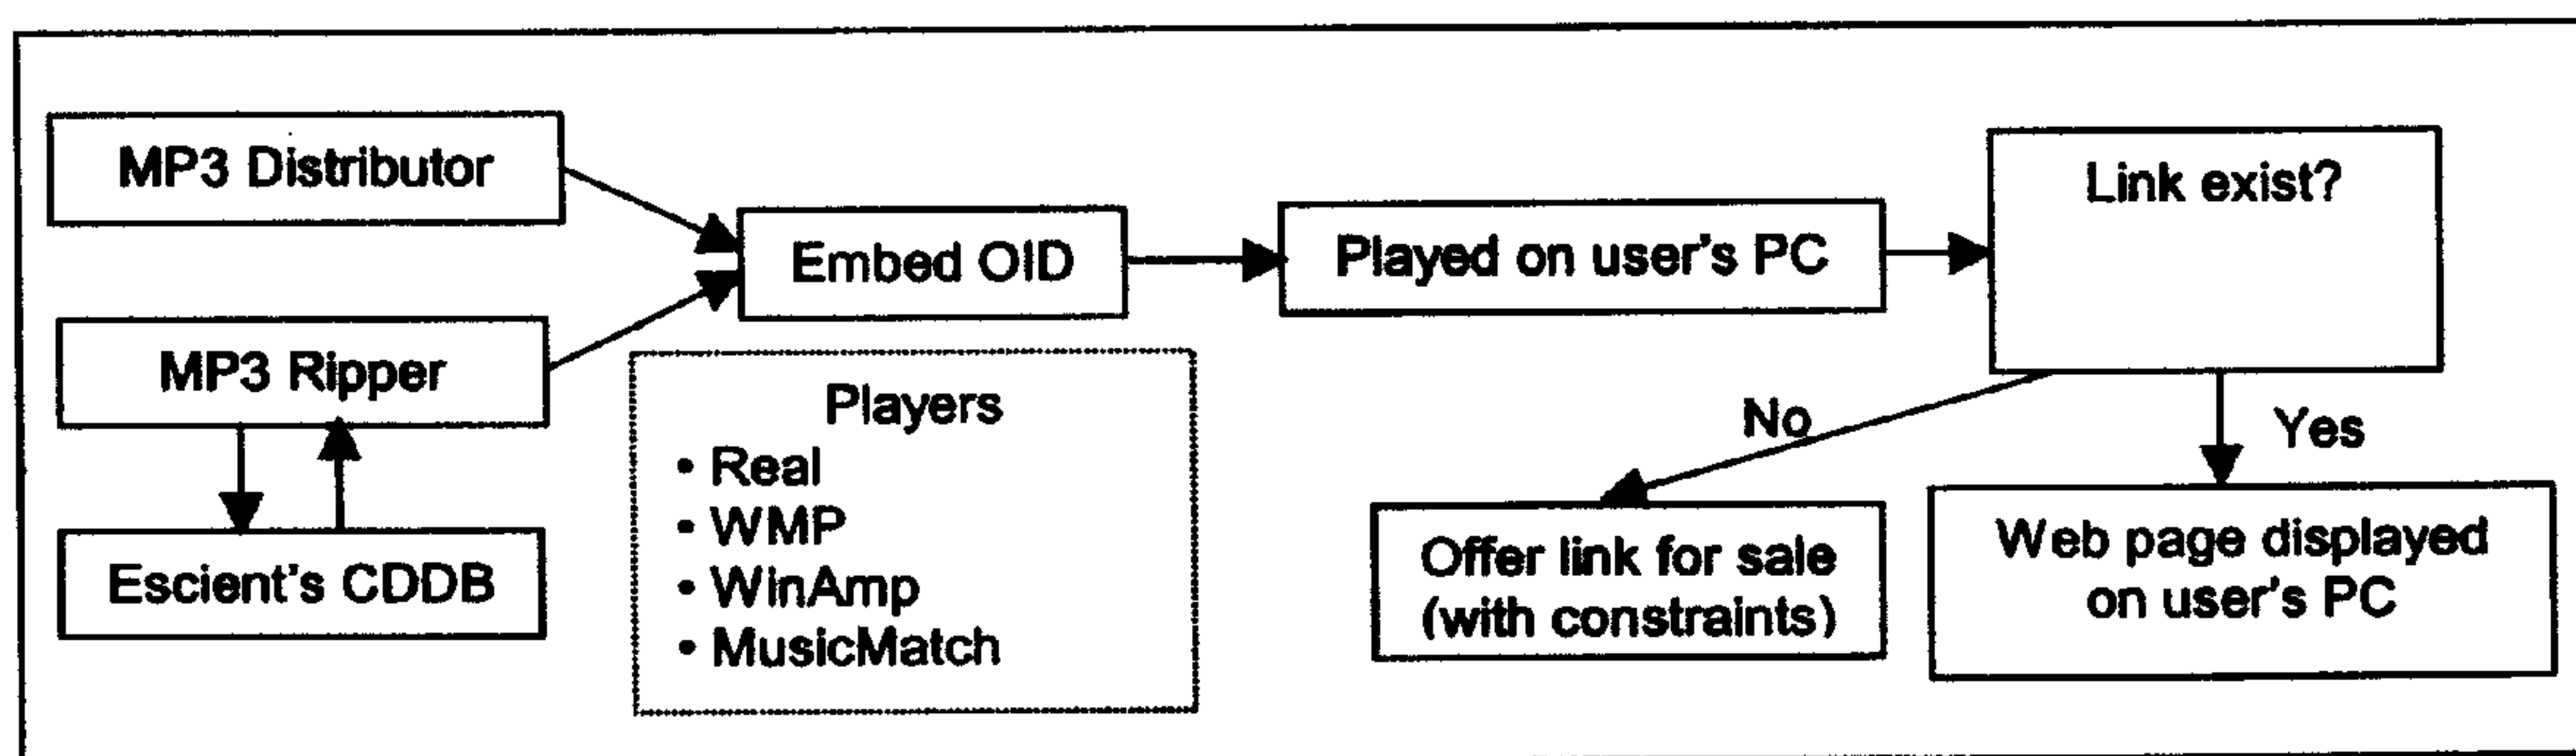 MP3 Distributor
MP3 Ripper
Escient's CDDB
Embed OID
Players
• Real
• WMP
• WinAmp
• MusicMatch
Played on user's PC
Link exist?
No
Yes
Offer link for sale
(with constraints)
Web page displayed
on user's PC